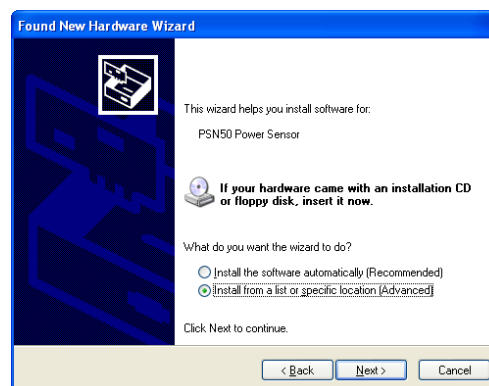 Found New Hardware Wizard
This wizard helps you install software for:
PSN50 Power Sensor
If your hardware came with an installation CD
or floppy disk, insert it now.
What do you want the wizard to do?
Install the software automatically (Recommended)
Install from a list or specific location (Advanced)
Click Next to continue.
< Back Next > Cancel